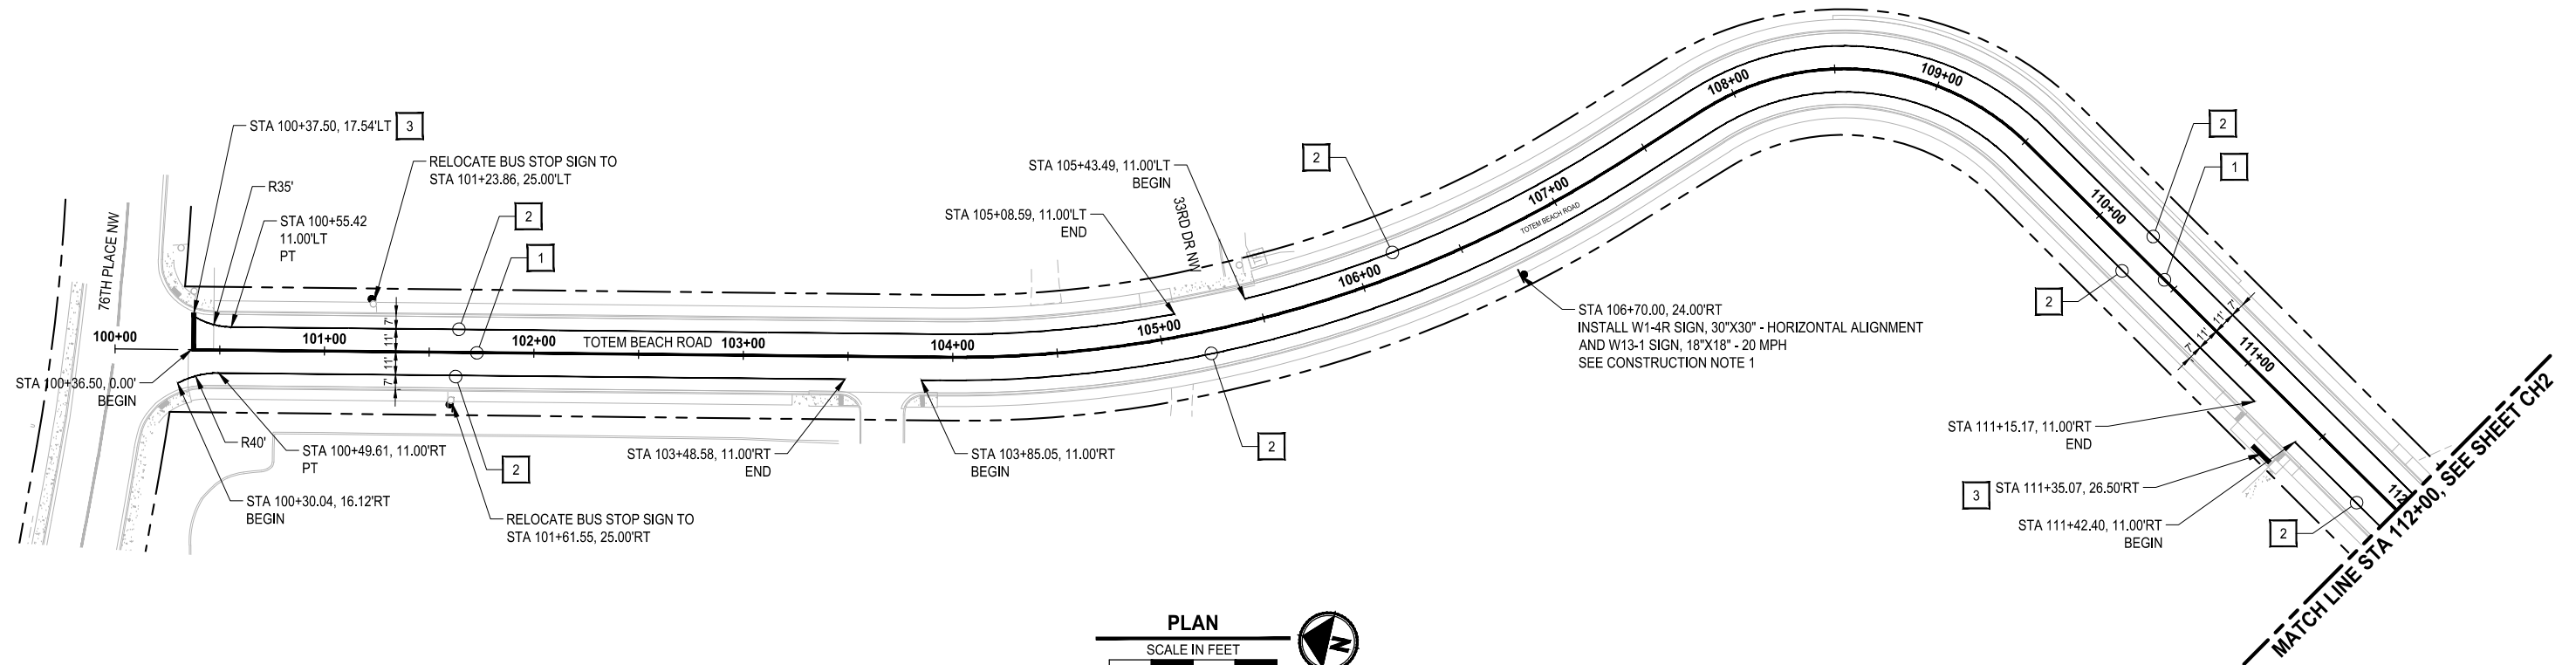 STA 100+37.50, 17.54'LT
3
RELOCATE BUS STOP SIGN TO
STA 101+23.86, 25.00'LT
R35'
STA 100+55.42
11.00'LT
PT
2
1
76TH PLACE NW
100+00
101+00
102+00
TOTEM BEACH ROAD
103+00
104+00
105+00
106+00
107+00
TOTEM BEACH ROAD
108+00
109+00
110+00
111+00
112
7'
11'
11'
7'
STA 100+36.50, 0.00'
BEGIN
R40'
STA 100+49.61, 11.00'RT
PT
STA 100+30.04, 16.12'RT
BEGIN
2
RELOCATE BUS STOP SIGN TO
STA 101+61.55, 25.00'RT
STA 103+48.58, 11.00'RT
END
STA 103+85.05, 11.00'RT
BEGIN
STA 105+43.49, 11.00'LT
BEGIN
STA 105+08.59, 11.00'LT
END
33RD DR NW
2
2
STA 106+70.00, 24.00'RT
INSTALL W1-4R SIGN, 30"X30" - HORIZONTAL ALIGNMENT
AND W13-1 SIGN, 18"X18" - 20 MPH
SEE CONSTRUCTION NOTE 1
2
1
2
7'
11'
11'
7'
STA 111+15.17, 11.00'RT
END
3
STA 111+35.07, 26.50'RT
STA 111+42.40, 11.00'RT
BEGIN
2
MATCH LINE STA 112+00, SEE SHEET CH2
PLAN
SCALE IN FEET
N